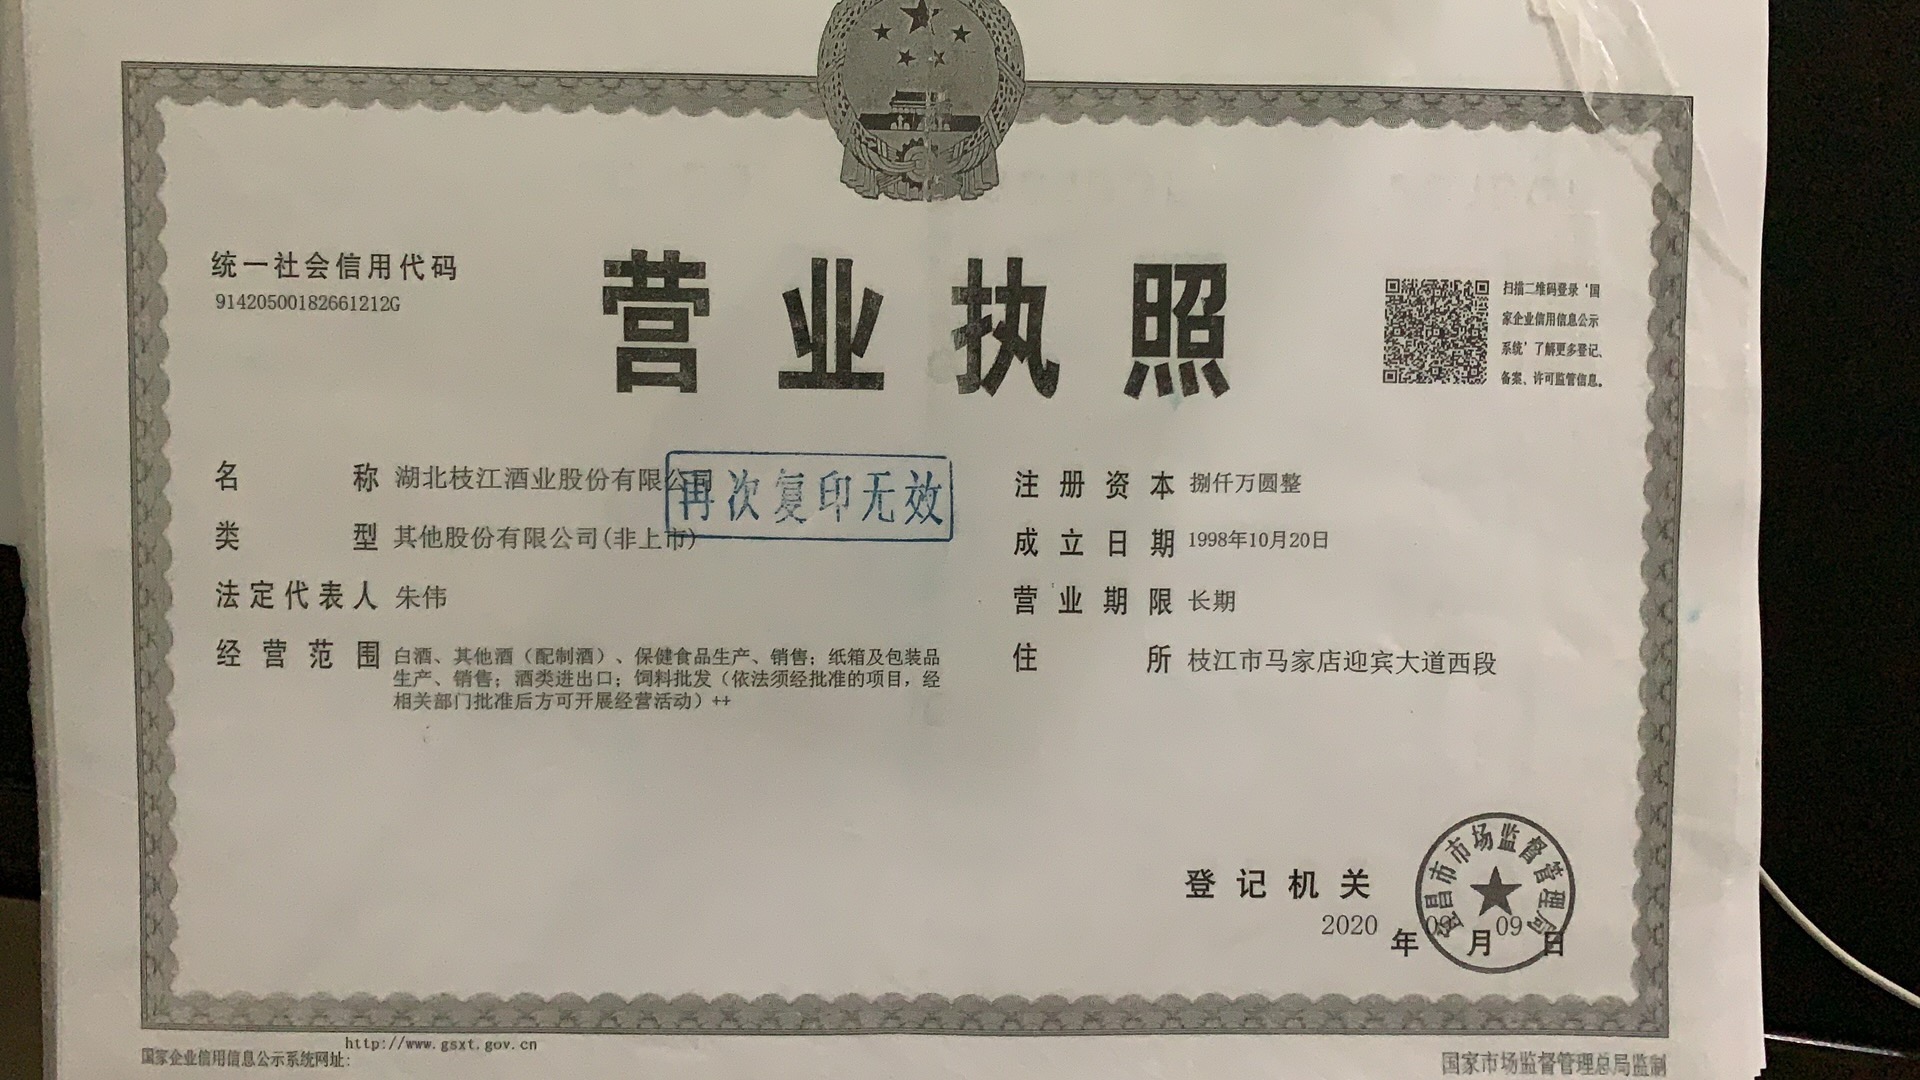 统一社会信用代码
91420500182661212G
营业执照
扫描二维码登录‘国
家企业信用信息公示
系统’了解更多登记、
备案、许可监管信息。
名称 湖北枝江酒业股份有限公司
再次复印无效
类型 其他股份有限公司(非上市)
法定代表人 朱伟
经营范围 白酒、其他酒（配制酒）、保健食品生产、销售；纸箱及包装品
生产、销售；酒类进出口；饲料批发（依法须经批准的项目，经
相关部门批准后方可开展经营活动）++
注册资本 捌仟万圆整
成立日期 1998年10月20日
营业期限 长期
住所 枝江市马家店迎宾大道西段
登记机关
宜昌市市场监督管理局
2020年09月09日
国家企业信用信息公示系统网址：http://www.gsxt.gov.cn
国家市场监督管理总局监制